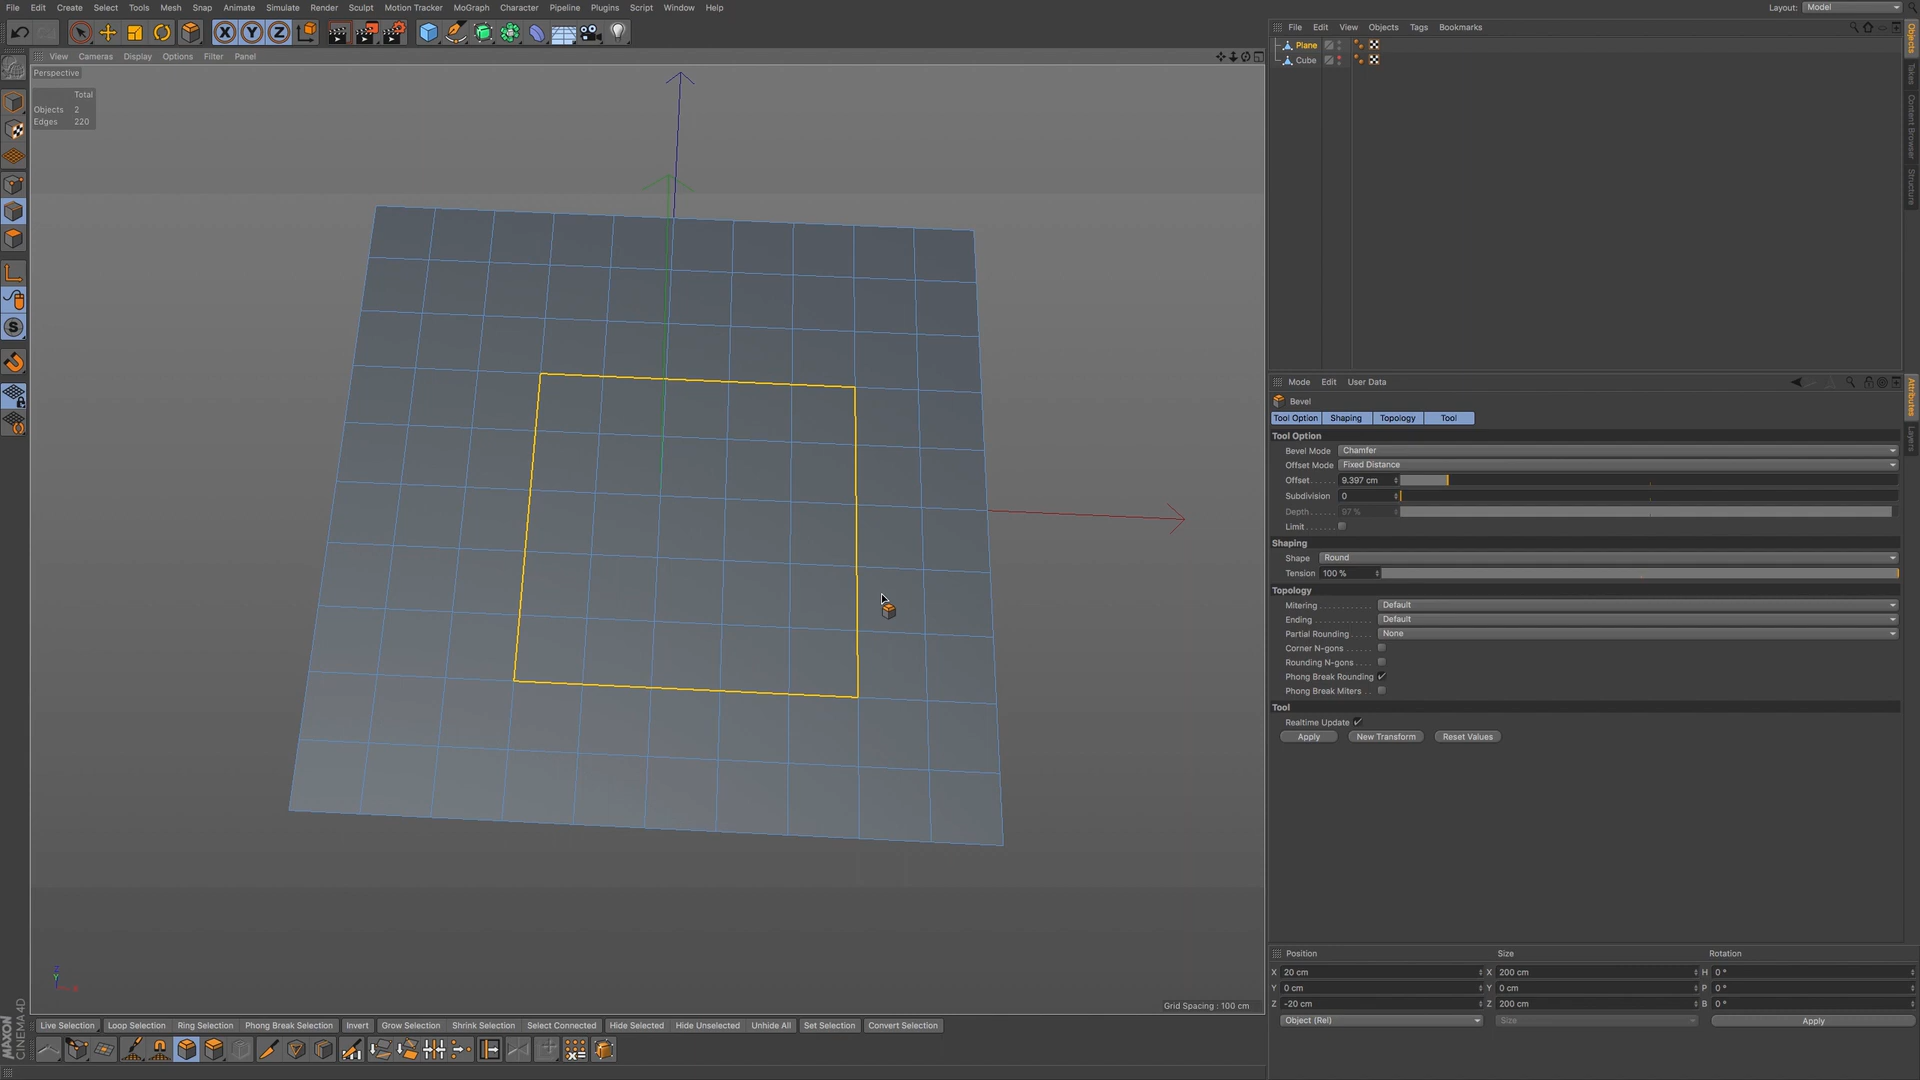 File Edit Create Select Tools Mesh Snap Animate Simulate Render Sculpt Motion Tracker MoGraph Character Pipeline Plugins Script Window Help Layout: Model
X Y Z
File Edit View Objects Tags Bookmarks
View Cameras Display Options Filter Panel
Perspective
Total
Objects 2
Edges 220
Plane
Cube
Objects
Takes
Content Browser
Structure
S
Mode Edit User Data
Bevel
Tool Option Shaping Topology Tool
Tool Option
Bevel Mode Chamfer
Offset Mode Fixed Distance
Offset 9.397 cm
Subdivision 0
Depth 97 %
Limit
Shaping
Shape Round
Tension 100 %
Topology
Mitering Default
Ending Default
Partial Rounding None
Corner N-gons
Rounding N-gons
Phong Break Rounding
Phong Break Miters
Tool
Realtime Update
Apply New Transform Reset Values
Attributes
Layers
Grid Spacing : 100 cm
Position Size Rotation
X 20 cm X 200 cm H 0 °
Y 0 cm Y 0 cm P 0 °
Z -20 cm Z 200 cm B 0 °
Object (Rel) Size Apply
Live Selection Loop Selection Ring Selection Phong Break Selection Invert Grow Selection Shrink Selection Select Connected Hide Selected Hide Unselected Unhide All Set Selection Convert Selection
MAXON
CINEMA 4D